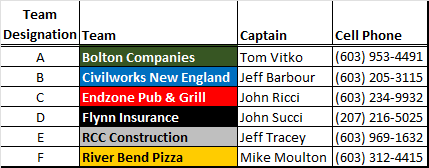 Team
Designation Team Captain Cell Phone
A Bolton Companies Tom Vitko (603) 953-4491
B Civilworks New England Jeff Barbour (603) 205-3115
C Endzone Pub & Grill John Ricci (603) 234-9932
D Flynn Insurance John Succi (207) 216-5025
E RCC Construction Jeff Tracey (603) 969-1632
F River Bend Pizza Mike Moulton (603) 312-4415